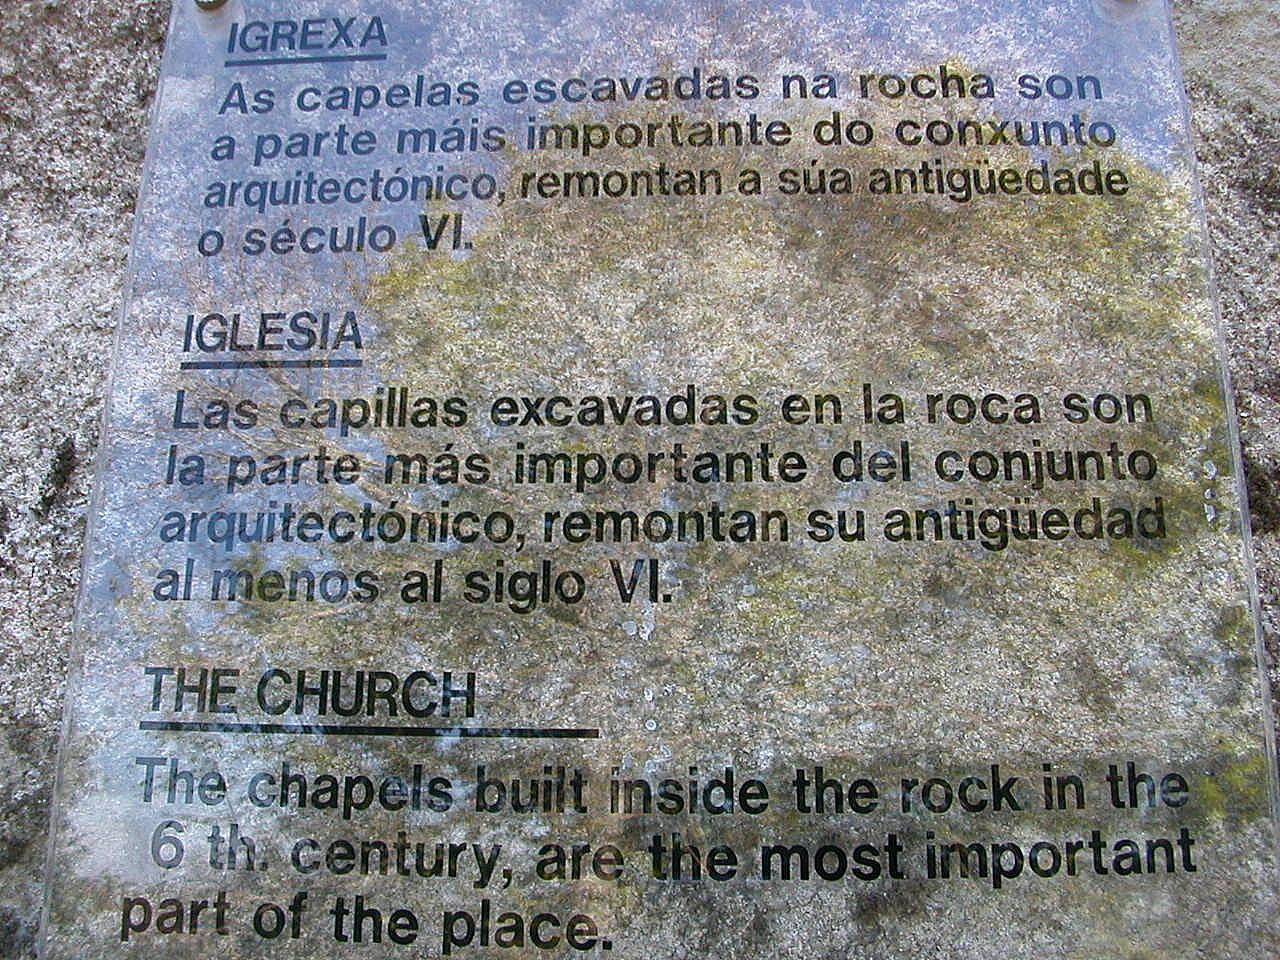 IGREXA
As capelas escavadas na rocha son
a parte máis importante do conxunto
arquitectónico, remontan a súa antigüedade
o século VI.
IGLESIA
Las capillas excavadas en la roca son
la parte más importante del conjunto
arquitectónico, remontan su antigüedad
al menos al siglo VI.
THE CHURCH
The chapels built inside the rock in the
6 th. century, are the most important
part of the place.